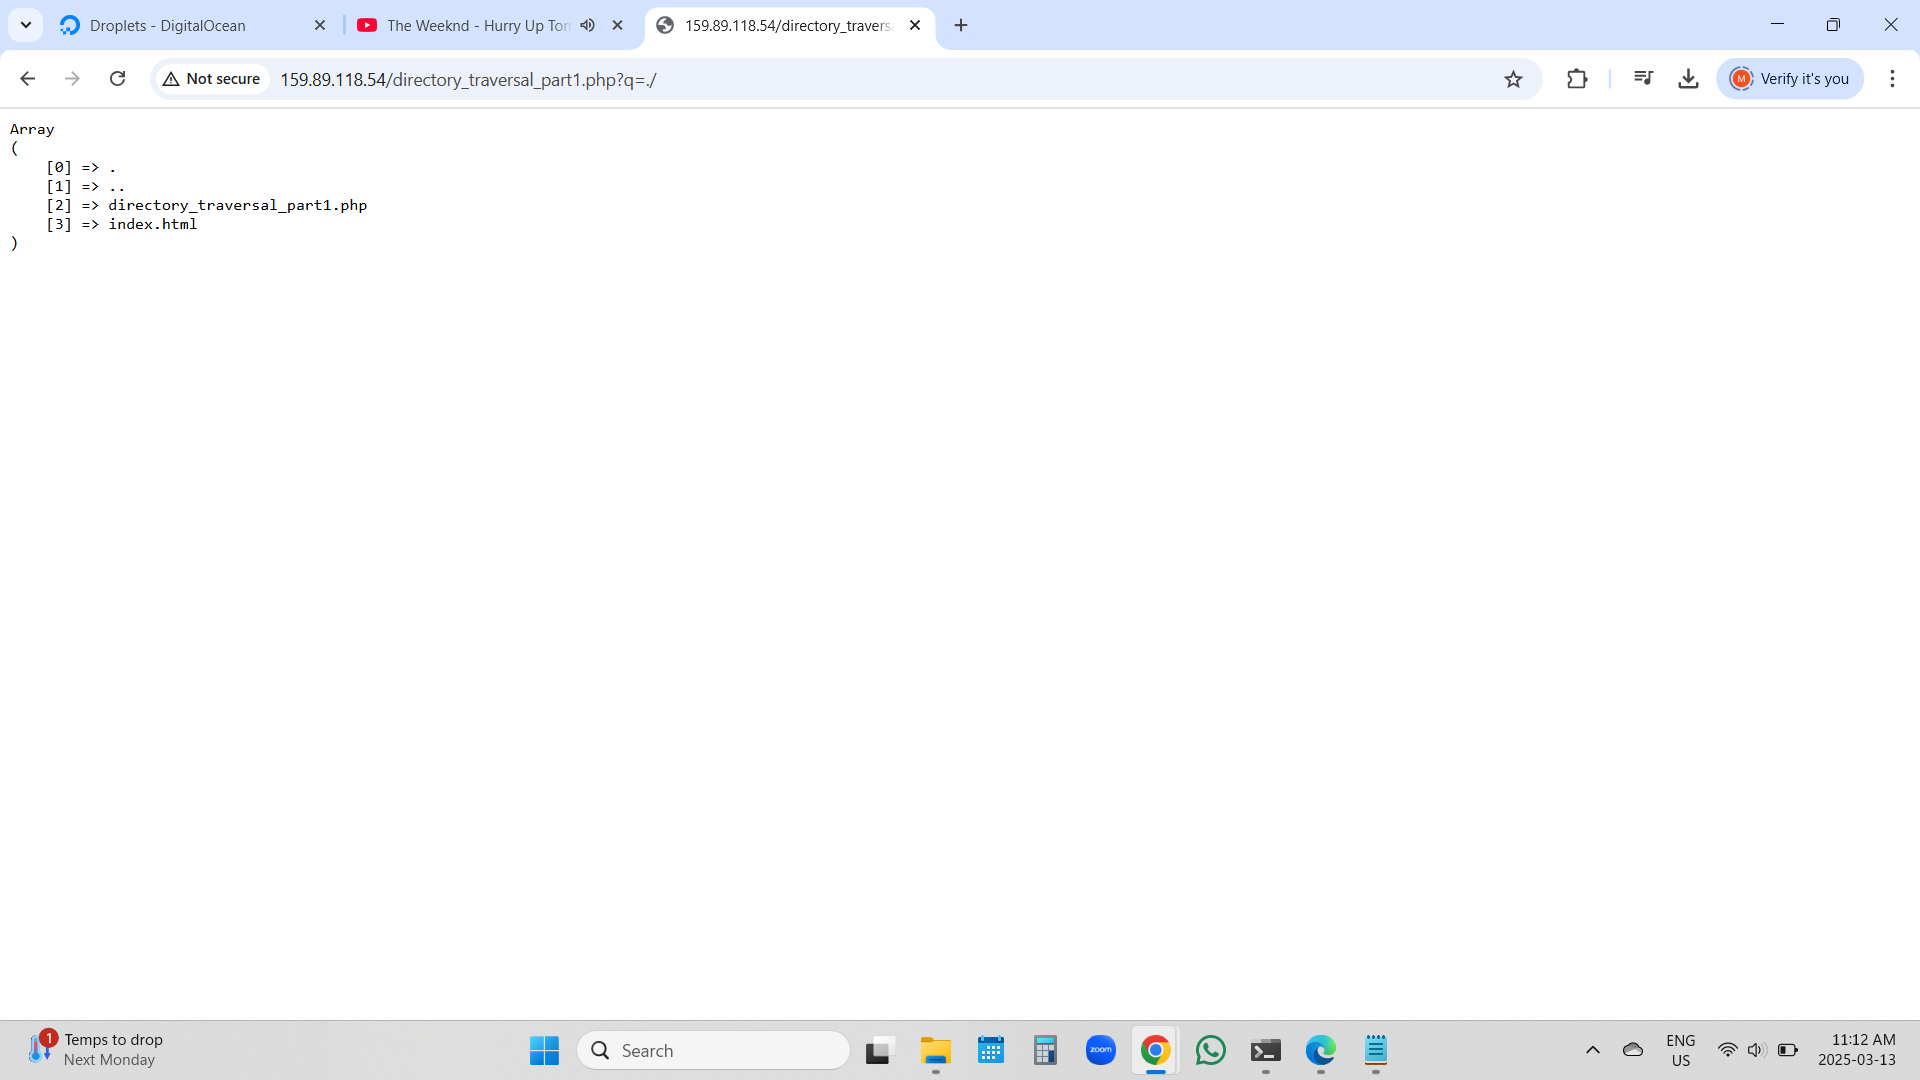 Droplets - DigitalOcean
The Weeknd - Hurry Up Tom
159.89.118.54/directory_travers
Not secure
159.89.118.54/directory_traversal_part1.php?q=./
M
Verify it's you
Array
(
[0] => .
[1] => ..
[2] => directory_traversal_part1.php
[3] => index.html
)
1
Temps to drop
Next Monday
Search
zoom
ENG
US
11:12 AM
2025-03-13